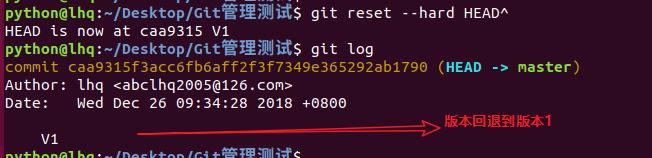 python@lhq:~/Desktop/Git管理测试$ git reset --hard HEAD^
HEAD is now at caa9315 V1
python@lhq:~/Desktop/Git管理测试$ git log
commit caa9315f3acc6fb6aff2f3f7349e365292ab1790 (HEAD -> master)
Author: lhq <abclhq2005@126.com>
Date:   Wed Dec 26 09:34:28 2018 +0800
版本回退到版本1
V1
python@lhq:~/Desktop/Git管理测试$